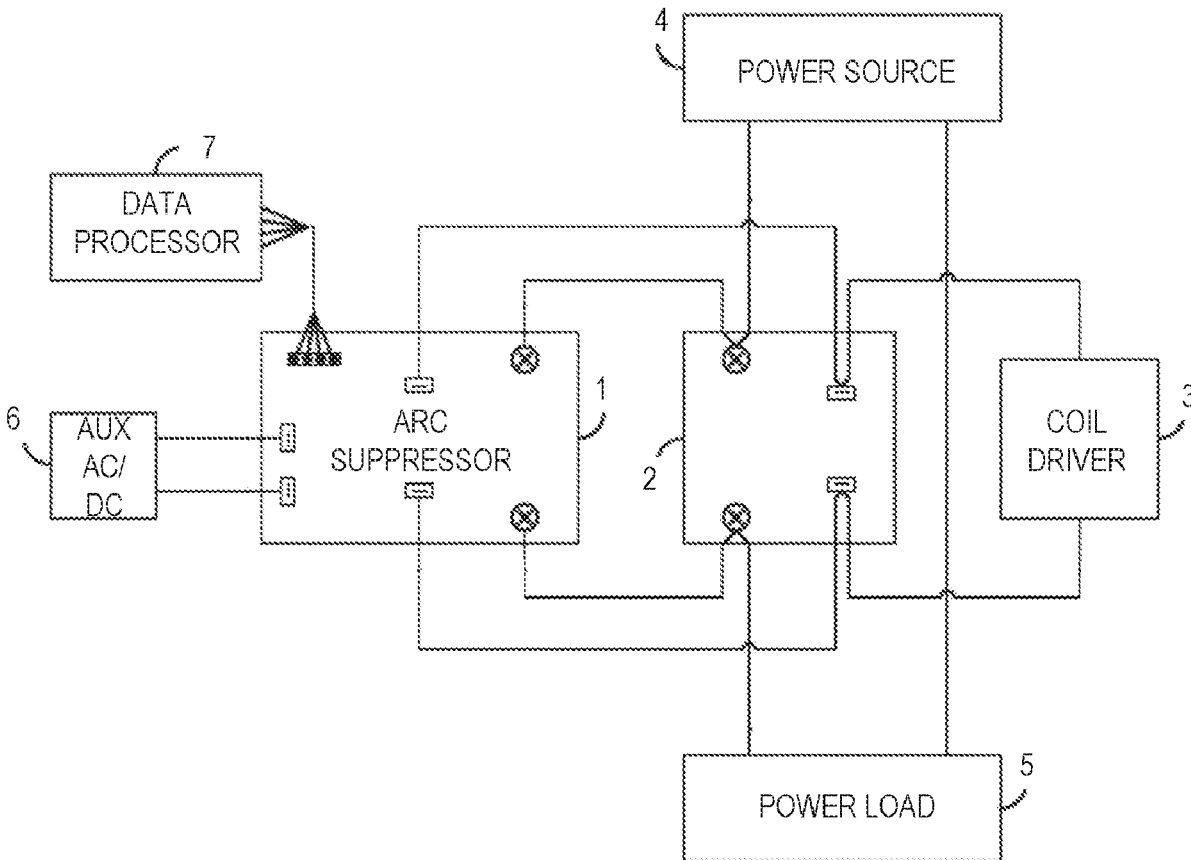 4
POWER SOURCE
7
DATA
PROCESSOR
1
ARC
SUPPRESSOR
2
3
COIL
DRIVER
6
AUX
AC/
DC
5
POWER LOAD